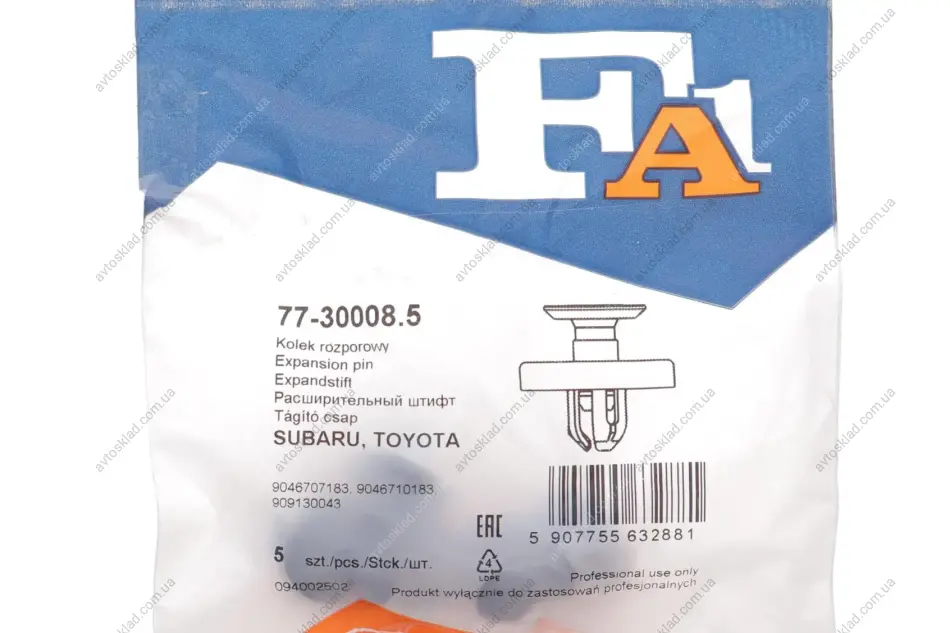 FA1
77-30008.5
Kolek rozporowy
Expansion pin
Expandstift
Расширительный штифт
Tágító csap
SUBARU, TOYOTA
9046707183, 9046710183
909130043
5 szt./pcs./Stck./шт.
094002502
EAC
4
LDPE
5 907755 632881
Professional use only
Produkt wyłącznie do zastosowań profesjonalnych
avtosklad.com.ua